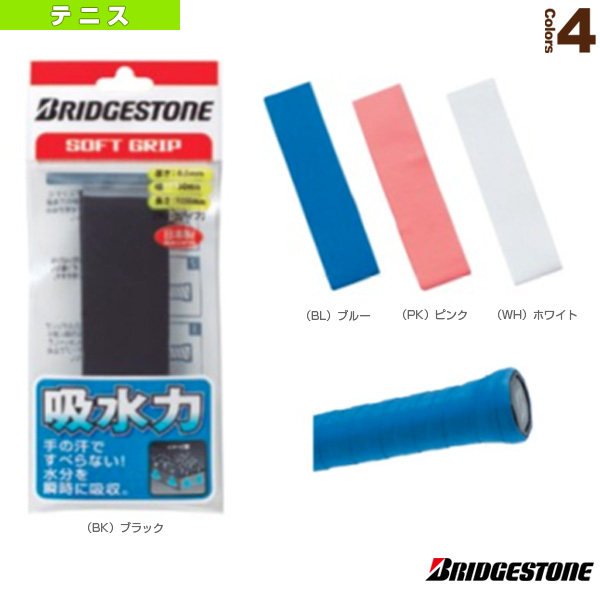 テニス
Colors 4
BRIDGESTONE
SOFT GRIP
日本製
吸水力
手の汗で
すべらない!
水分を
瞬時に吸収。
（BK）ブラック
（BL）ブルー
（PK）ピンク
（WH）ホワイト
BRIDGESTONE